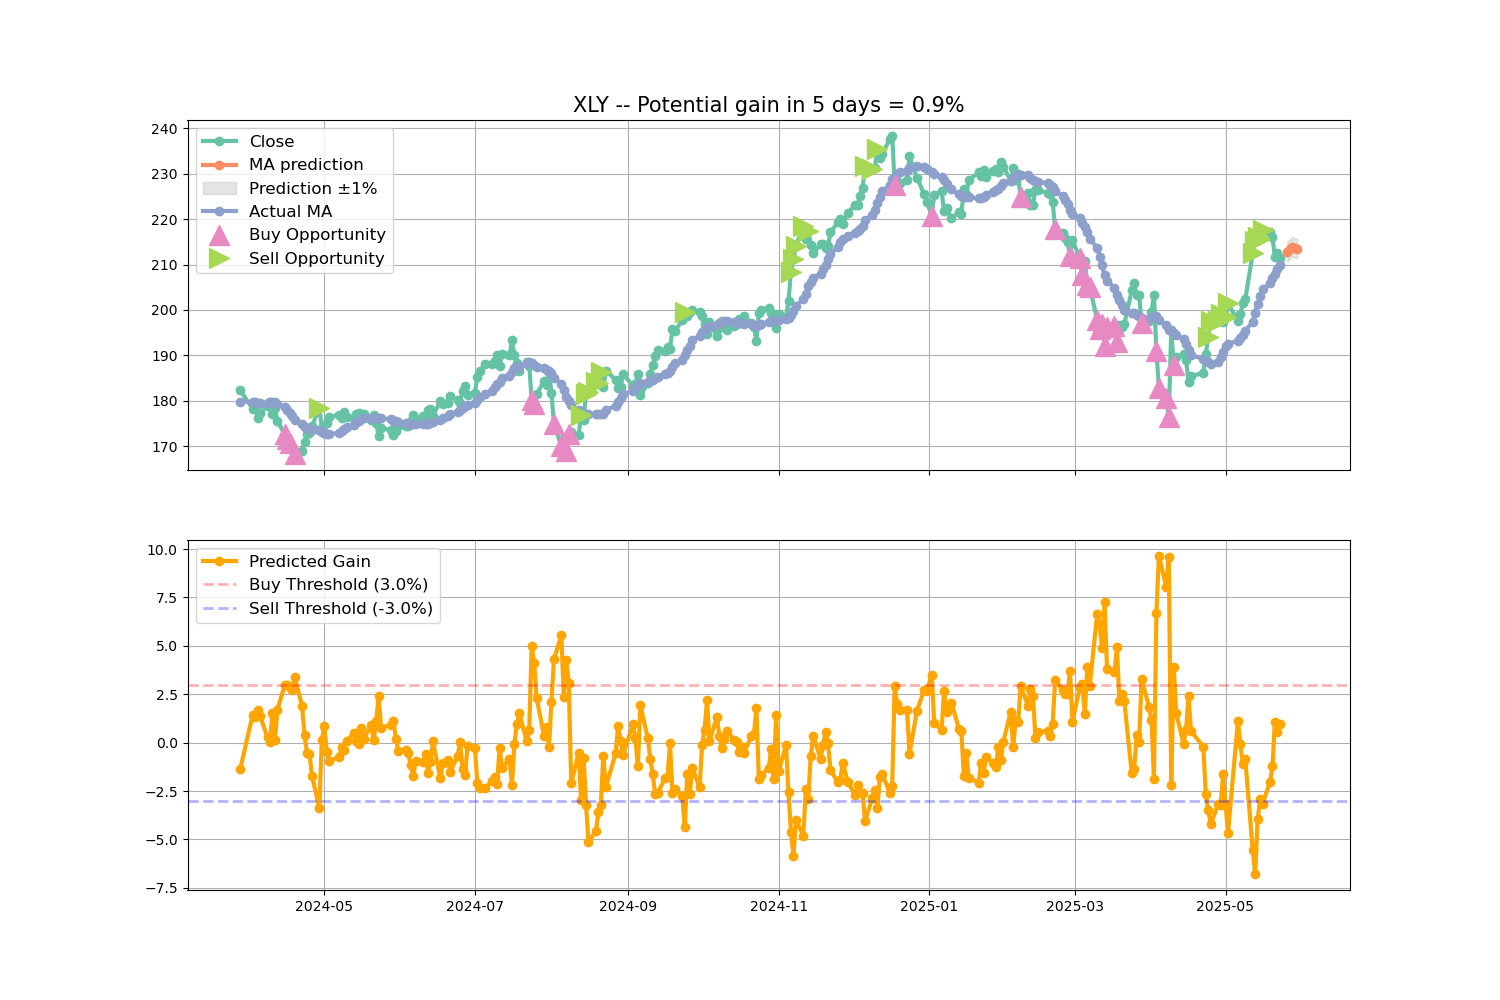 XLY -- Potential gain in 5 days = 0.9%
240
230
220
210
200
190
180
170
Close
MA prediction
Prediction ±1%
Actual MA
Buy Opportunity
Sell Opportunity
10.0
7.5
5.0
2.5
0.0
−2.5
−5.0
−7.5
Predicted Gain
Buy Threshold (3.0%)
Sell Threshold (-3.0%)
2024-05
2024-07
2024-09
2024-11
2025-01
2025-03
2025-05